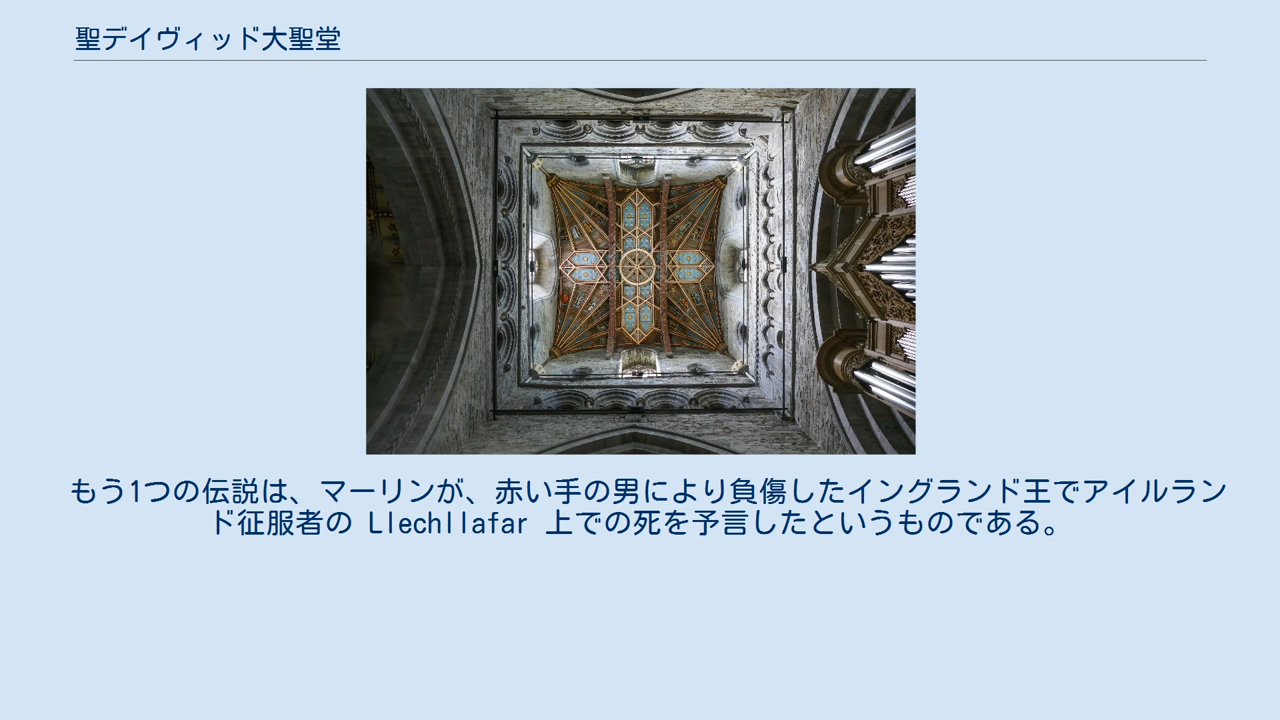 聖デイヴィッド大聖堂
もう1つの伝説は、マーリンが、赤い手の男により負傷したイングランド王でアイルラン
ド征服者の Llechllafar 上での死を予言したというものである。